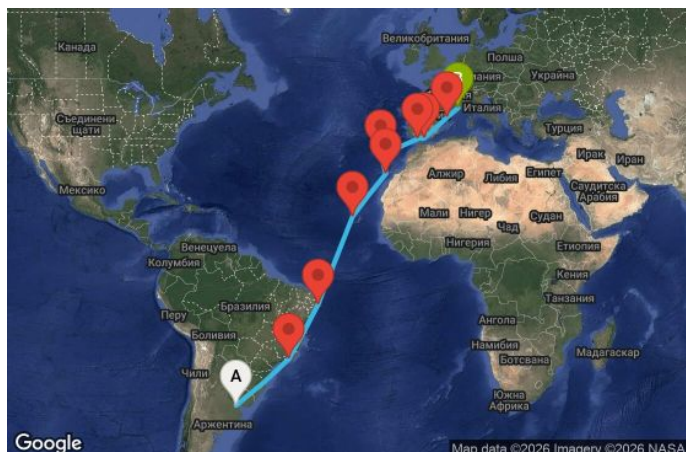 Канада
Великобритания
Полша
Украйна
Италия
Съединени
щати
Турция
Ирак
Иран
Мексико
Алжир
Либия
Египет
Саудитска
Арабия
Мали
Нигер
Судан
Чад
Венецуела
Нигерия
Етиопия
Колумбия
Кения
Бразилия
Танзания
Перу
Ангола
Боливия
Намибия
Мадагаскар
Ботсвана
Чили
A
Южна
Африка
Аржентина
Google
Map data ©2026 Imagery ©2026 NASA